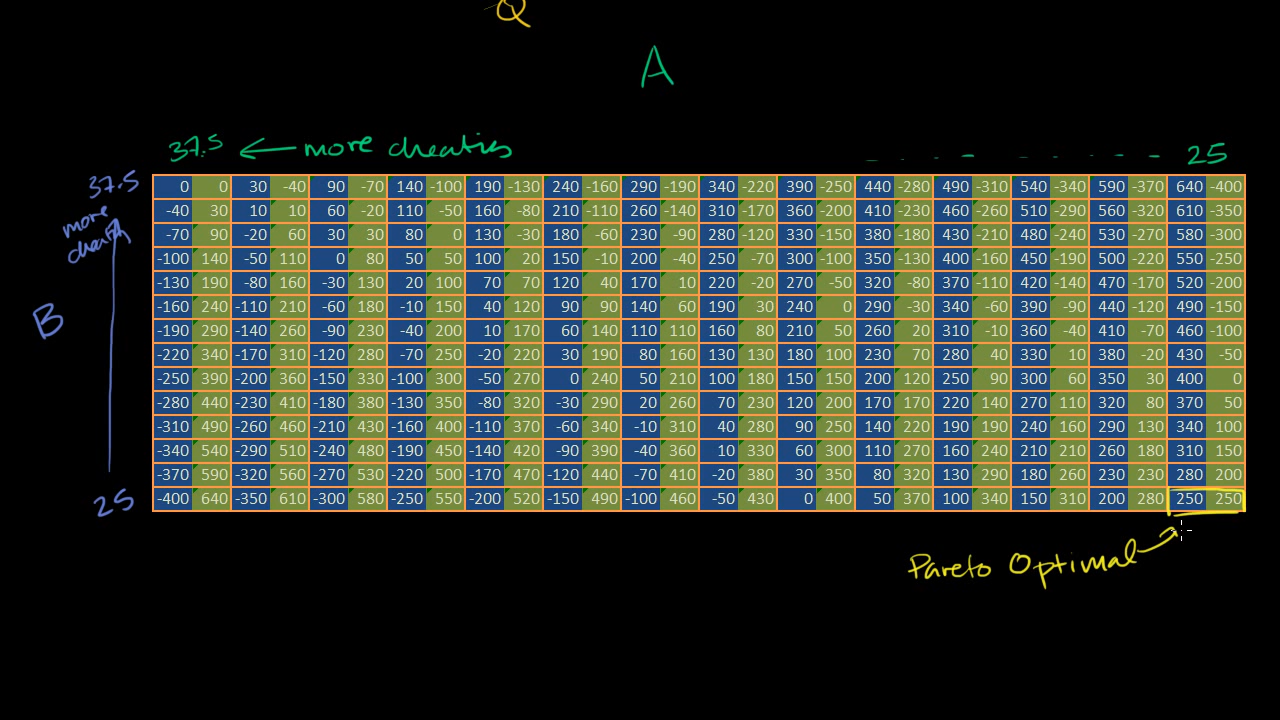 Q
A
37.5 ← more cheating
25
37.5
more
cheating
B
25
0 0 30 -40 90 -70 140 -100 190 -130 240 -160 290 -190 340 -220 390 -250 440 -280 490 -310 540 -340 590 -370 640 -400
-40 30 10 10 60 -20 110 -50 160 -80 210 -110 260 -140 310 -170 360 -200 410 -230 460 -260 510 -290 560 -320 610 -350
-70 90 -20 60 30 30 80 0 130 -30 180 -60 230 -90 280 -120 330 -150 380 -180 430 -210 480 -240 530 -270 580 -300
-100 140 -50 110 0 80 50 50 100 20 150 -10 200 -40 250 -70 300 -100 350 -130 400 -160 450 -190 500 -220 550 -250
-130 190 -80 160 -30 130 20 100 70 70 120 40 170 10 220 -20 270 -50 320 -80 370 -110 420 -140 470 -170 520 -200
-160 240 -110 210 -60 180 -10 150 40 120 90 90 140 60 190 30 240 0 290 -30 340 -60 390 -90 440 -120 490 -150
-190 290 -140 260 -90 230 -40 200 10 170 60 140 110 110 160 80 210 50 260 20 310 -10 360 -40 410 -70 460 -100
-220 340 -170 310 -120 280 -70 250 -20 220 30 190 80 160 130 130 180 100 230 70 280 40 330 10 380 -20 430 -50
-250 390 -200 360 -150 330 -100 300 -50 270 0 240 50 210 100 180 150 150 200 120 250 90 300 60 350 30 400 0
-280 440 -230 410 -180 380 -130 350 -80 320 -30 290 20 260 70 230 120 200 170 170 220 140 270 110 320 80 370 50
-310 490 -260 460 -210 430 -160 400 -110 370 -60 340 -10 310 40 280 90 250 140 220 190 190 240 160 290 130 340 100
-340 540 -290 510 -240 480 -190 450 -140 420 -90 390 -40 360 10 330 60 300 110 270 160 240 210 210 260 180 310 150
-370 590 -320 560 -270 530 -220 500 -170 470 -120 440 -70 410 -20 380 30 350 80 320 130 290 180 260 230 230 280 200
-400 640 -350 610 -300 580 -250 550 -200 520 -150 490 -100 460 -50 430 0 400 50 370 100 340 150 310 200 280 250 250
Pareto Optimal